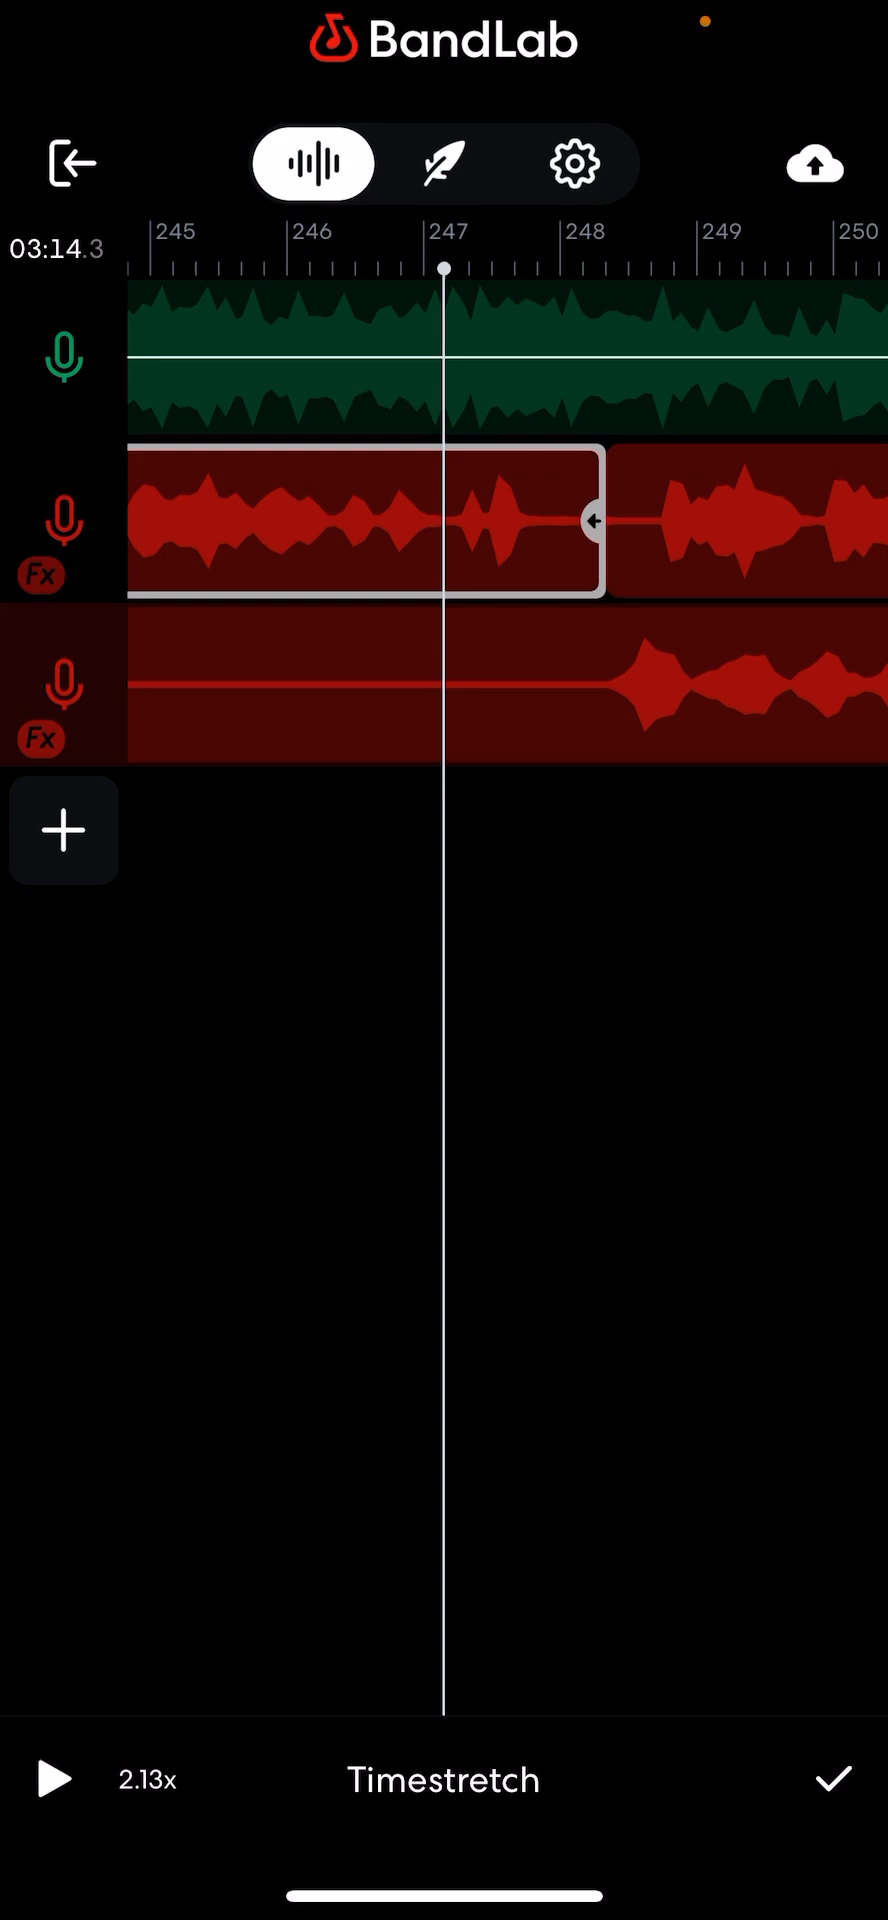 BandLab
03:14.3
245 246 247 248 249 250
Fx
Fx
2.13x Timestretch